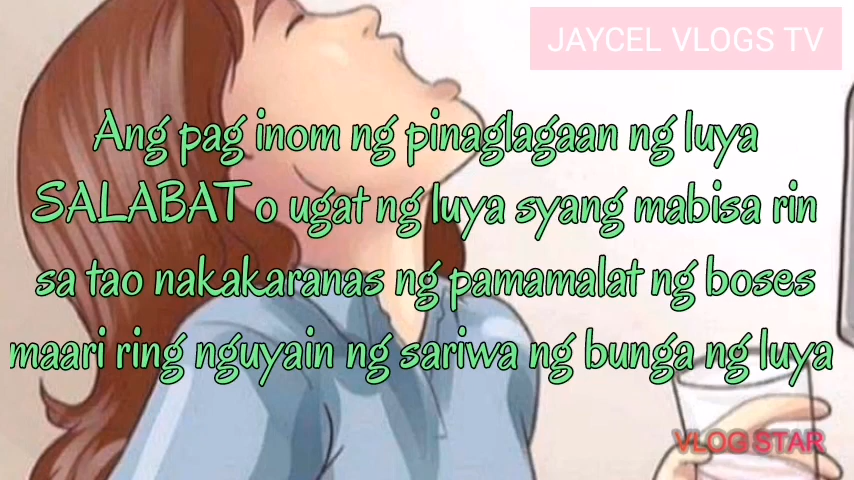 JAYCEL VLOGS TV
Ang pag inom ng pinaglagaan ng luya
SALABAT o ugat ng luya syang mabisa rin
sa tao nakakaranas ng pamamalat ng boses
maari ring nguyain ng sariwa ng bunga ng luya
VLOG STAR